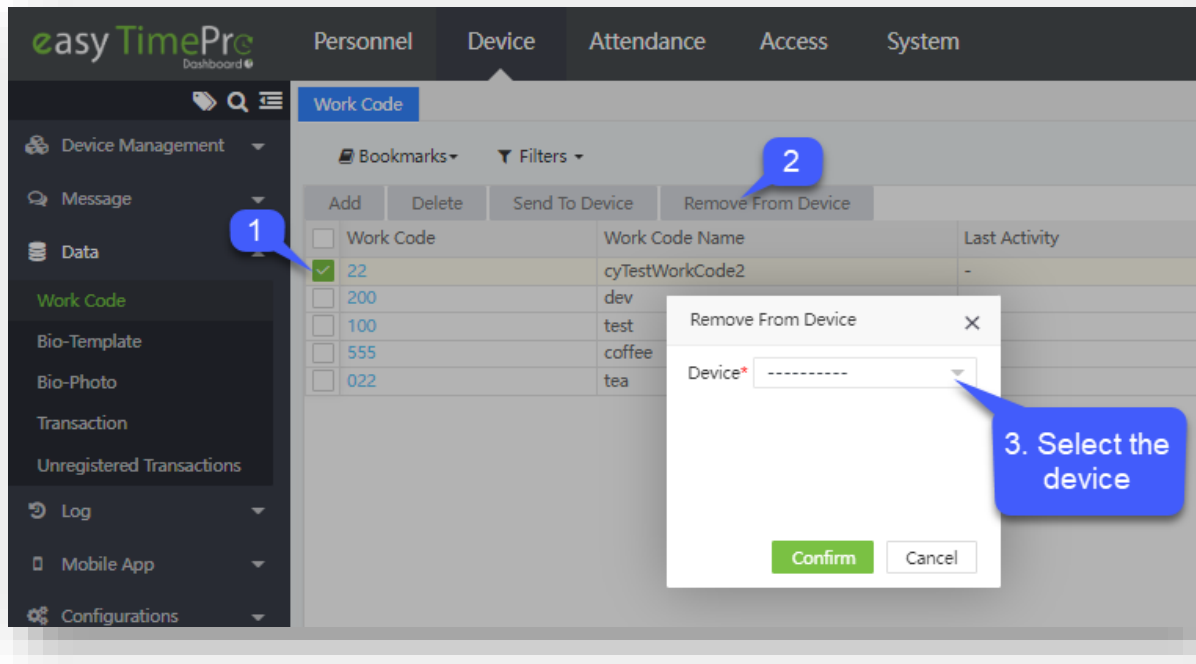 easy TimePro
Dashboard
Personnel Device Attendance Access System
Work Code
Device Management
Bookmarks Filters
2
Message
Add Delete Send To Device Remove From Device
1
Work Code Work Code Name Last Activity
Data
22 cyTestWorkCode2 -
Work Code
200 dev
100 test
555 coffee
022 tea
Remove From Device
Device* ----------
3. Select the
device
Confirm Cancel
Bio-Template
Bio-Photo
Transaction
Unregistered Transactions
Log
Mobile App
Configurations